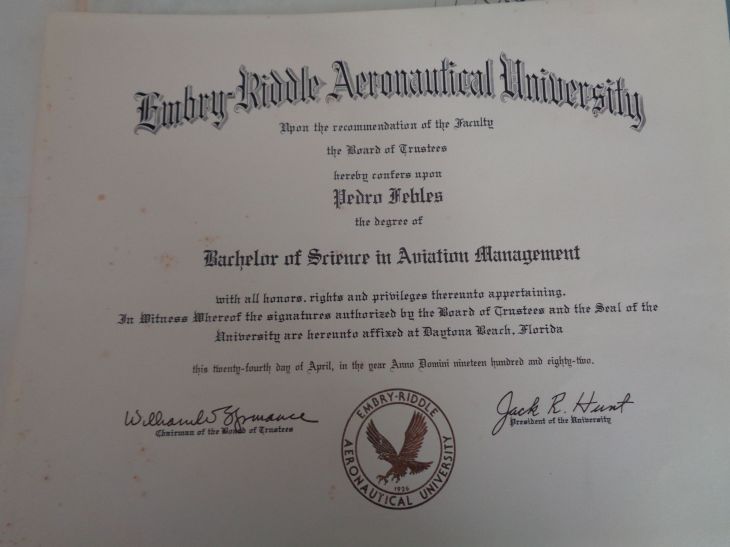 Embry-Riddle Aeronautical University
Upon the recommendation of the Faculty
the Board of Trustees
hereby confers upon
Pedro Febles
the degree of
Bachelor of Science in Aviation Management
with all honors, rights and privileges thereunto appertaining.
In Witness Whereof the signatures authorized by the Board of Trustees and the Seal of the
University are hereunto affixed at Daytona Beach, Florida
this twenty-fourth day of April, in the year Anno Domini nineteen hundred and eighty-two.
William W
Chairman of the Board of Trustees
Jack R. Hunt
President of the University
EMBRY-RIDDLE
AERONAUTICAL UNIVERSITY
1926